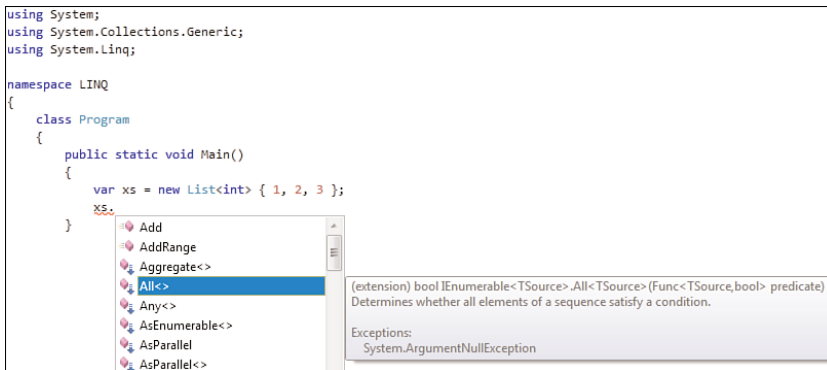 using System;
using System.Collections.Generic;
using System.Linq;
namespace LINQ
{
class Program
{
public static void Main()
{
var xs = new List<int> { 1, 2, 3 };
xs.
}
Add
AddRange
Aggregate<>
All<>
Any<>
AsEnumerable<>
AsParallel
AsParallel<>
(extension) bool IEnumerable<TSource>.All<TSource>(Func<TSource,bool> predicate)
Determines whether all elements of a sequence satisfy a condition.
Exceptions:
System.ArgumentNullException